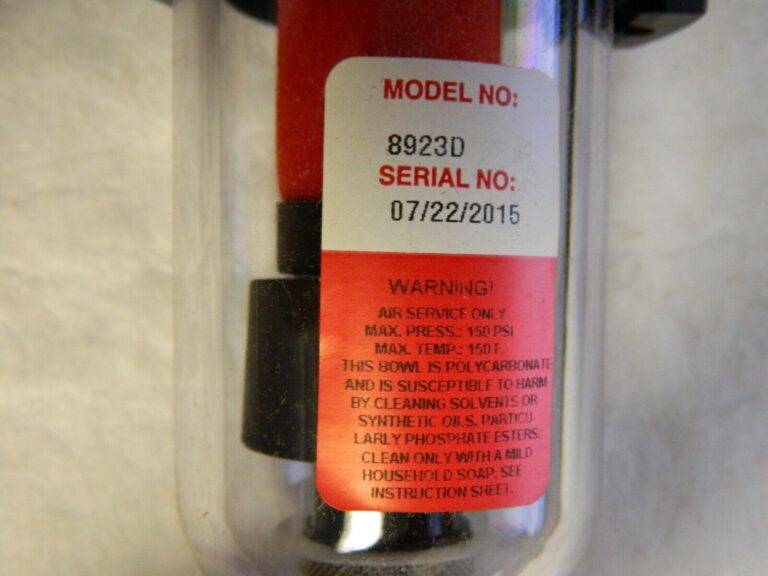 MODEL NO:
8923D
SERIAL NO:
07/22/2015
WARNING!
AIR SERVICE ONLY
MAX. PRESS.: 150 PSI
MAX. TEMP.: 150 F.
THIS BOWL IS POLYCARBONATE
AND IS SUSCEPTIBLE TO HARM
BY CLEANING SOLVENTS OR
SYNTHETIC OILS, PARTICU-
LARLY PHOSPHATE ESTERS.
CLEAN ONLY WITH A MILD
HOUSEHOLD SOAP, SEE
INSTRUCTION SHEET.